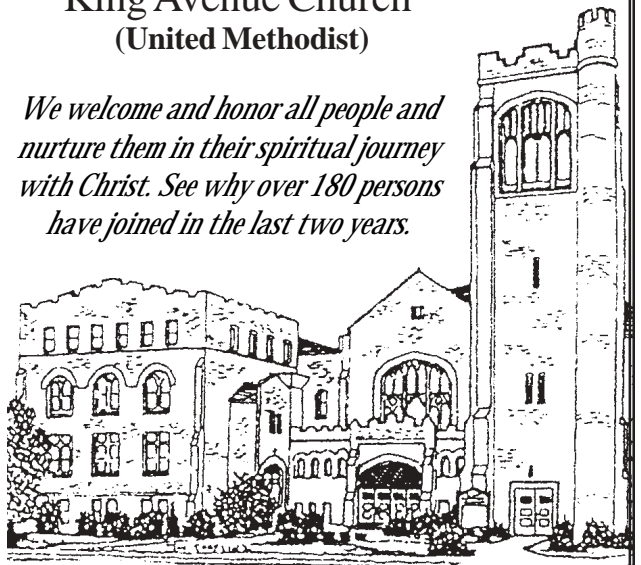 King Avenue Church
(United Methodist)
We welcome and honor all people and
nurture them in their spiritual journey
with Christ. See why over 180 persons
have joined in the last two years.